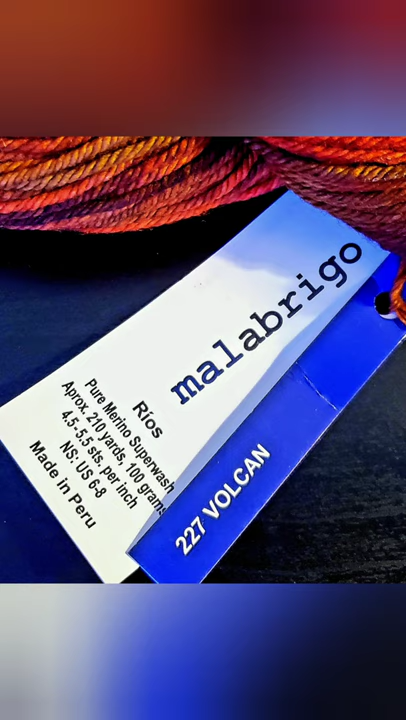 malabrigo
Ríos
Pure Merino Superwash
Aprox. 210 yards, 100 grams
4.5-5.5 sts, per inch
NS: US 6-8
Made in Peru
227 VOLCAN